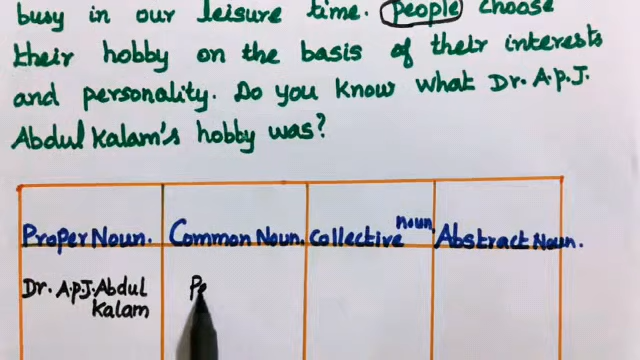 busy in our leisure time. People choose
their hobby on the basis of their interests
and personality. Do you know what Dr. A.P.J.
Abdul Kalam's hobby was?
Proper Noun. Common Noun. Collective noun. Abstract Noun.
Dr. A.P.J. Abdul Pe
Kalam